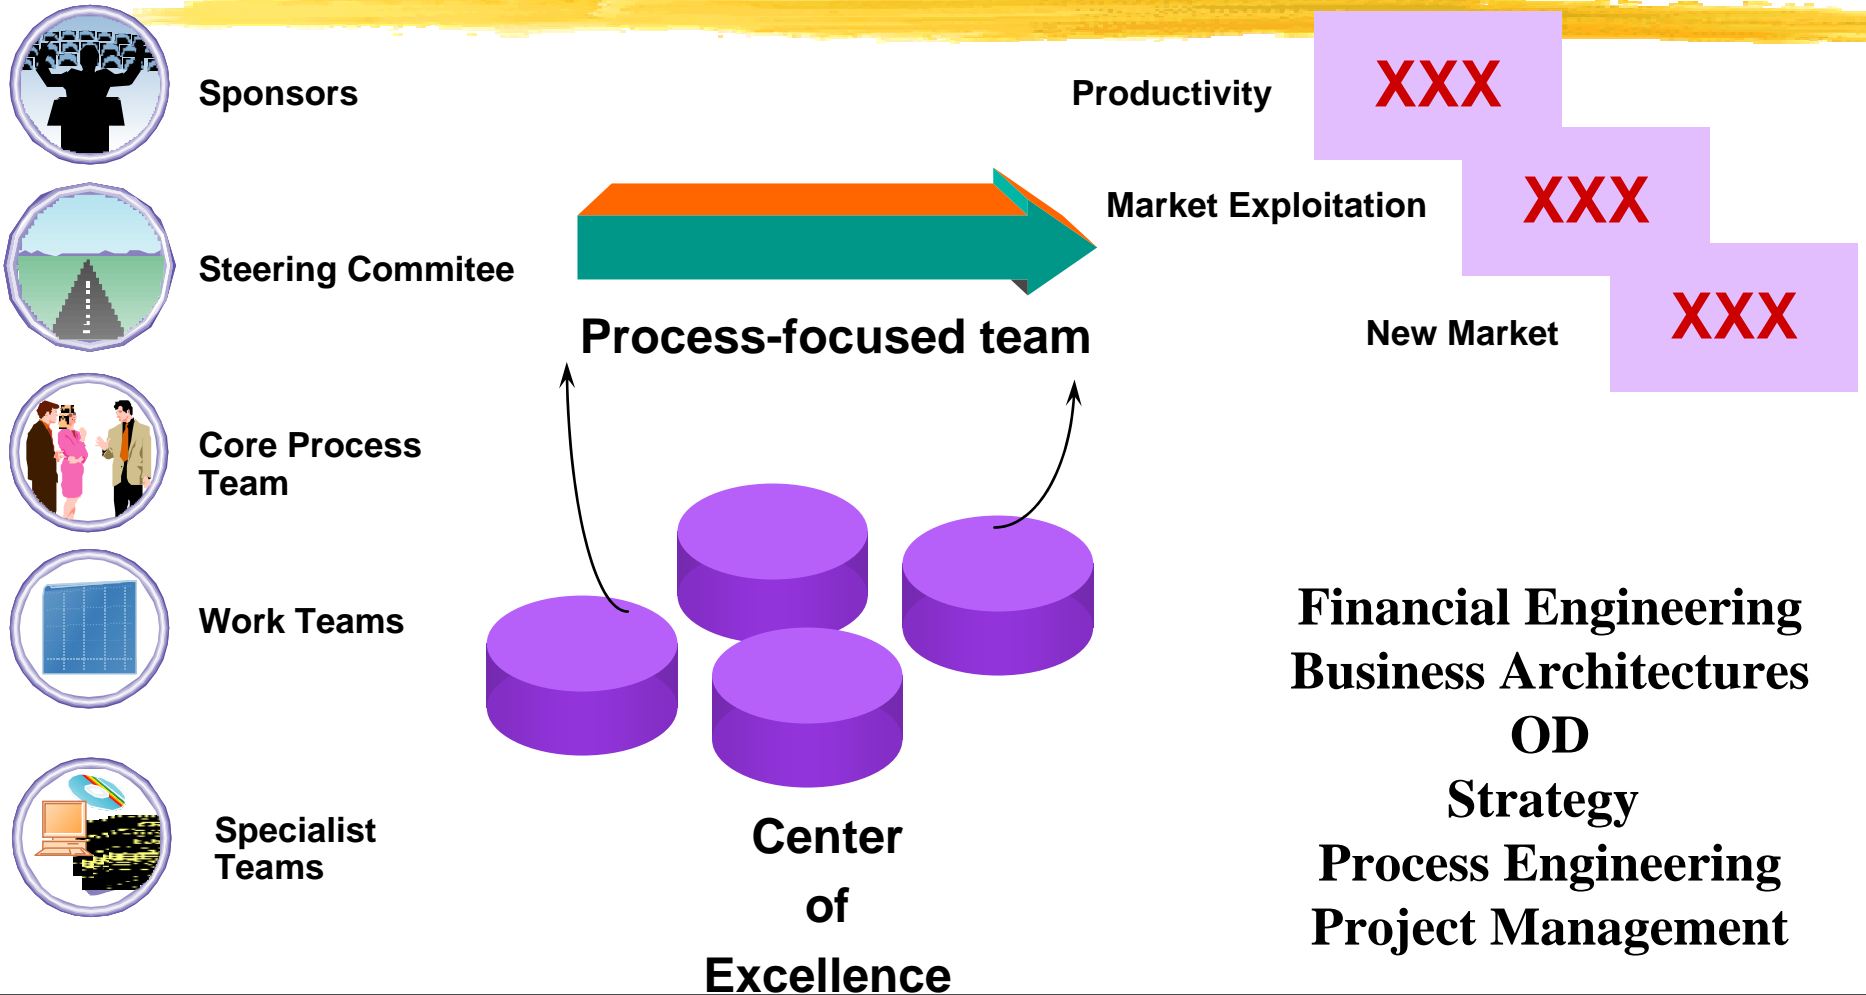 Sponsors
Productivity
XXX
Market Exploitation
XXX
Steering Commitee
New Market
XXX
Process-focused team
Core Process
Team
Work Teams
Specialist
Teams
Center
of
Excellence
Financial Engineering
Business Architectures
OD
Strategy
Process Engineering
Project Management